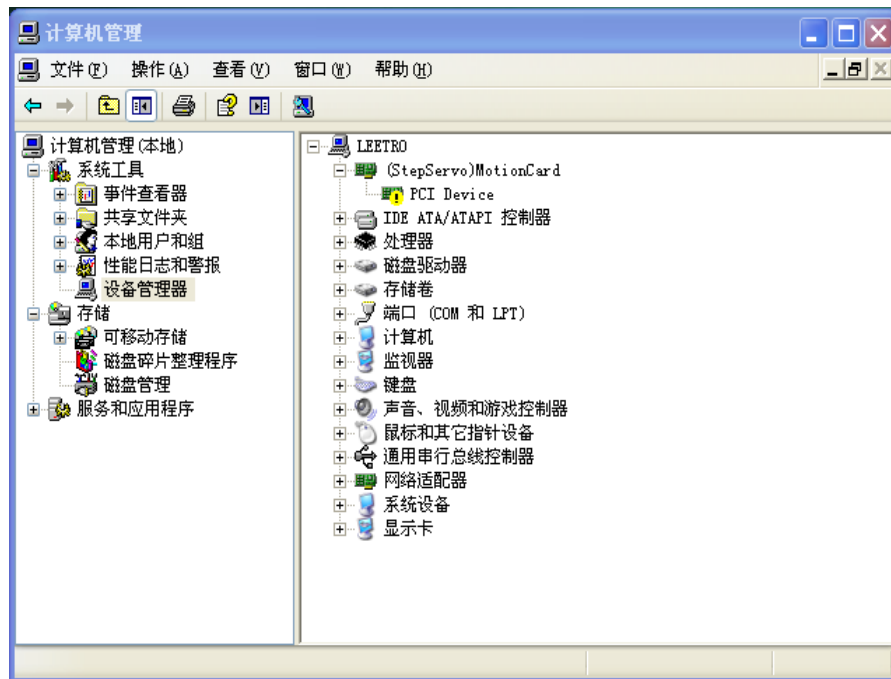 计算机管理
文件(F) 操作(A) 查看(V) 窗口(W) 帮助(H)
计算机管理(本地)
系统工具
事件查看器
共享文件夹
本地用户和组
性能日志和警报
设备管理器
存储
可移动存储
磁盘碎片整理程序
磁盘管理
服务和应用程序
LEETRO
(StepServo)MotionCard
PCI Device
IDE ATA/ATAPI 控制器
处理器
磁盘驱动器
存储卷
端口 (COM 和 LPT)
计算机
监视器
键盘
声音、视频和游戏控制器
鼠标和其它指针设备
通用串行总线控制器
网络适配器
系统设备
显示卡